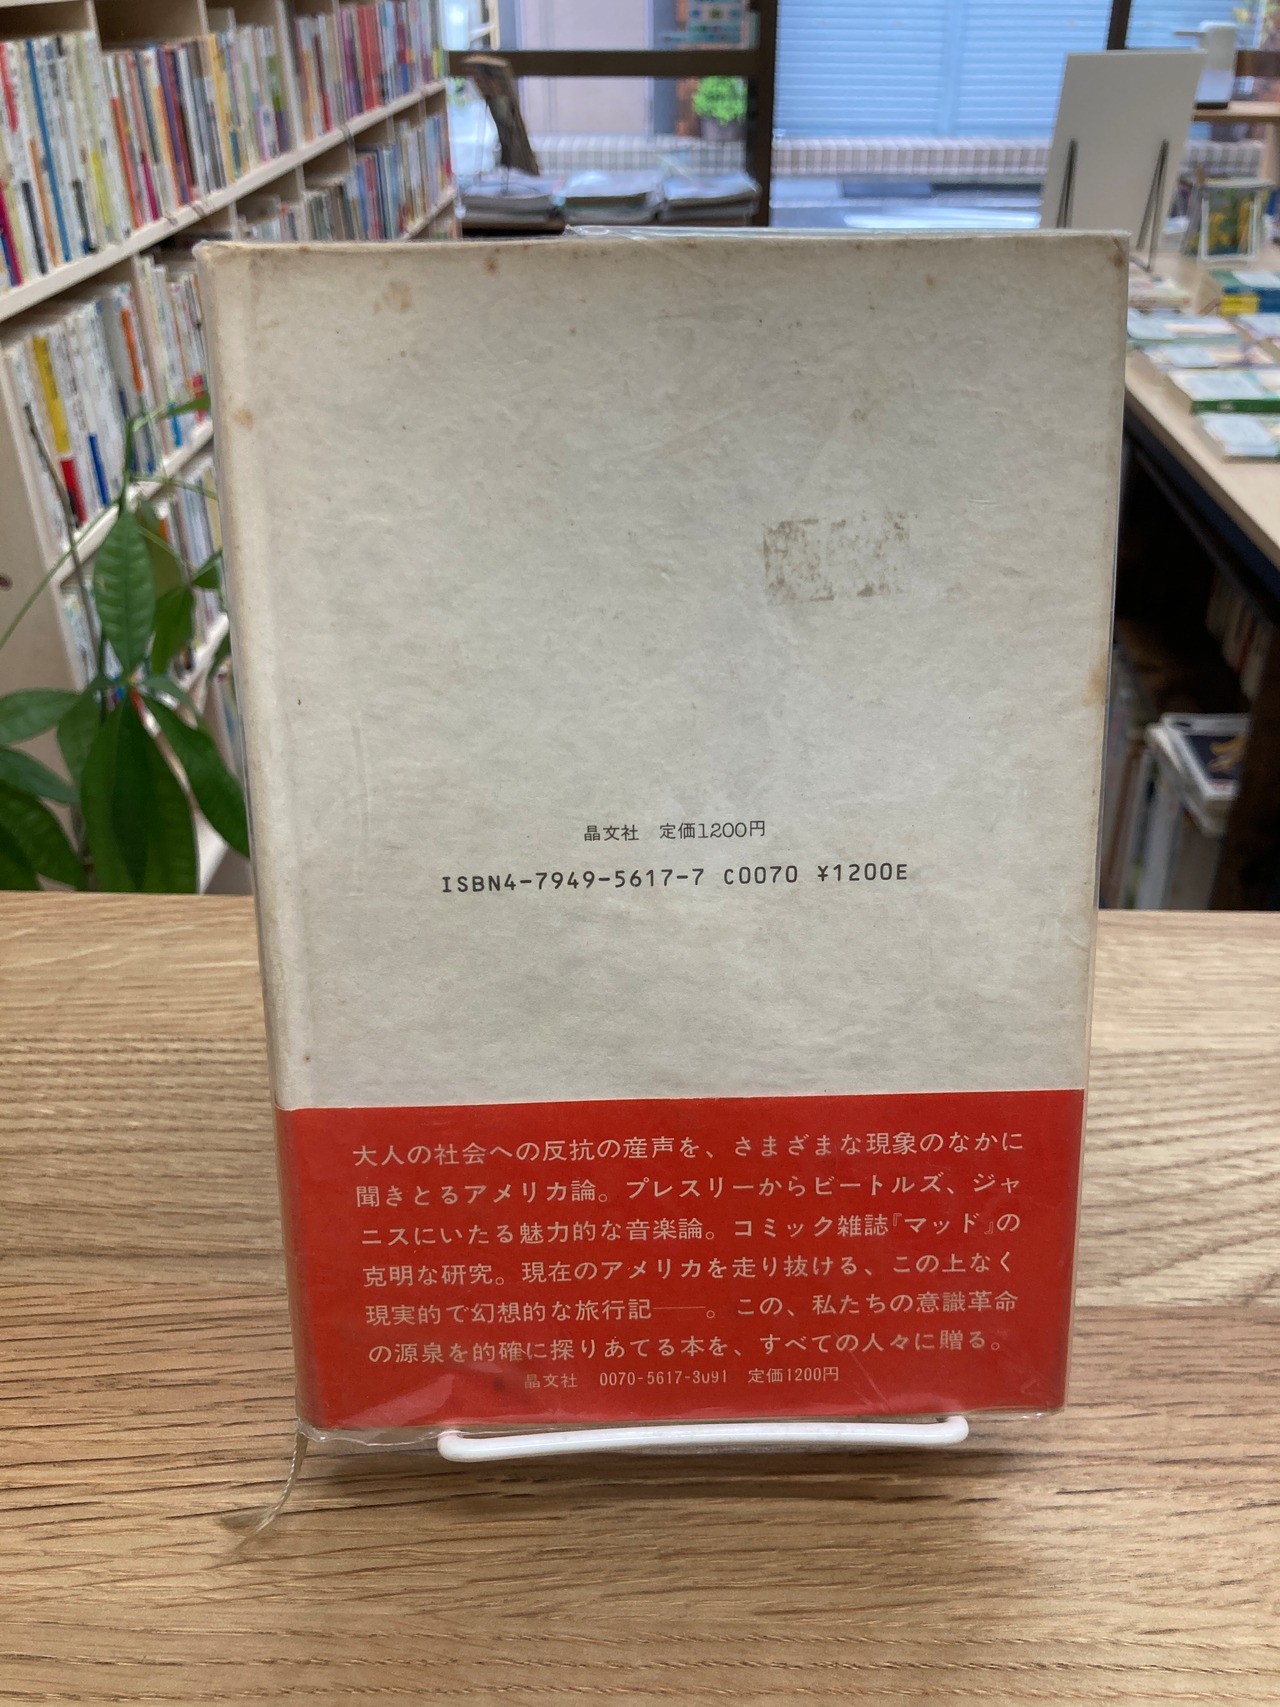 晶文社 定価1200円
ISBN4-7949-5617-7 C0070 ¥1200E
大人の社会への反抗の産声を、さまざまな現象のなかに
聞きとるアメリカ論。プレスリーからビートルズ、ジャ
ニスにいたる魅力的な音楽論。コミック雑誌『マッド』の
克明な研究。現在のアメリカを走り抜ける、この上なく
現実的で幻想的な旅行記――。この、私たちの意識革命
の源泉を的確に探りあてる本を、すべての人々に贈る。
晶文社 0070-5617-3091 定価1200円